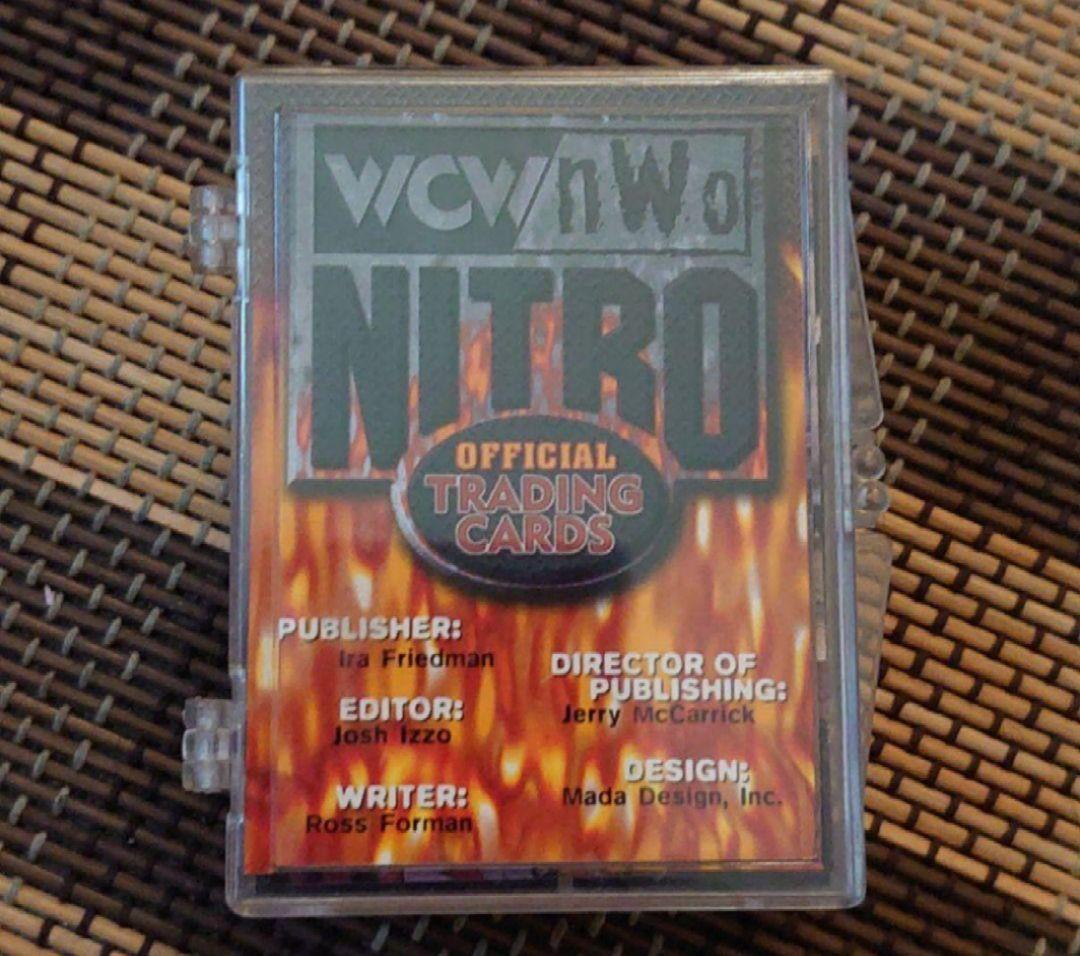 WCW/nWo
NITRO
OFFICIAL
TRADING
CARDS
PUBLISHER:
Ira Friedman
EDITOR:
Josh Izzo
WRITER:
Ross Forman
DIRECTOR OF
PUBLISHING:
Jerry McCarrick
DESIGN:
Mada Design, Inc.